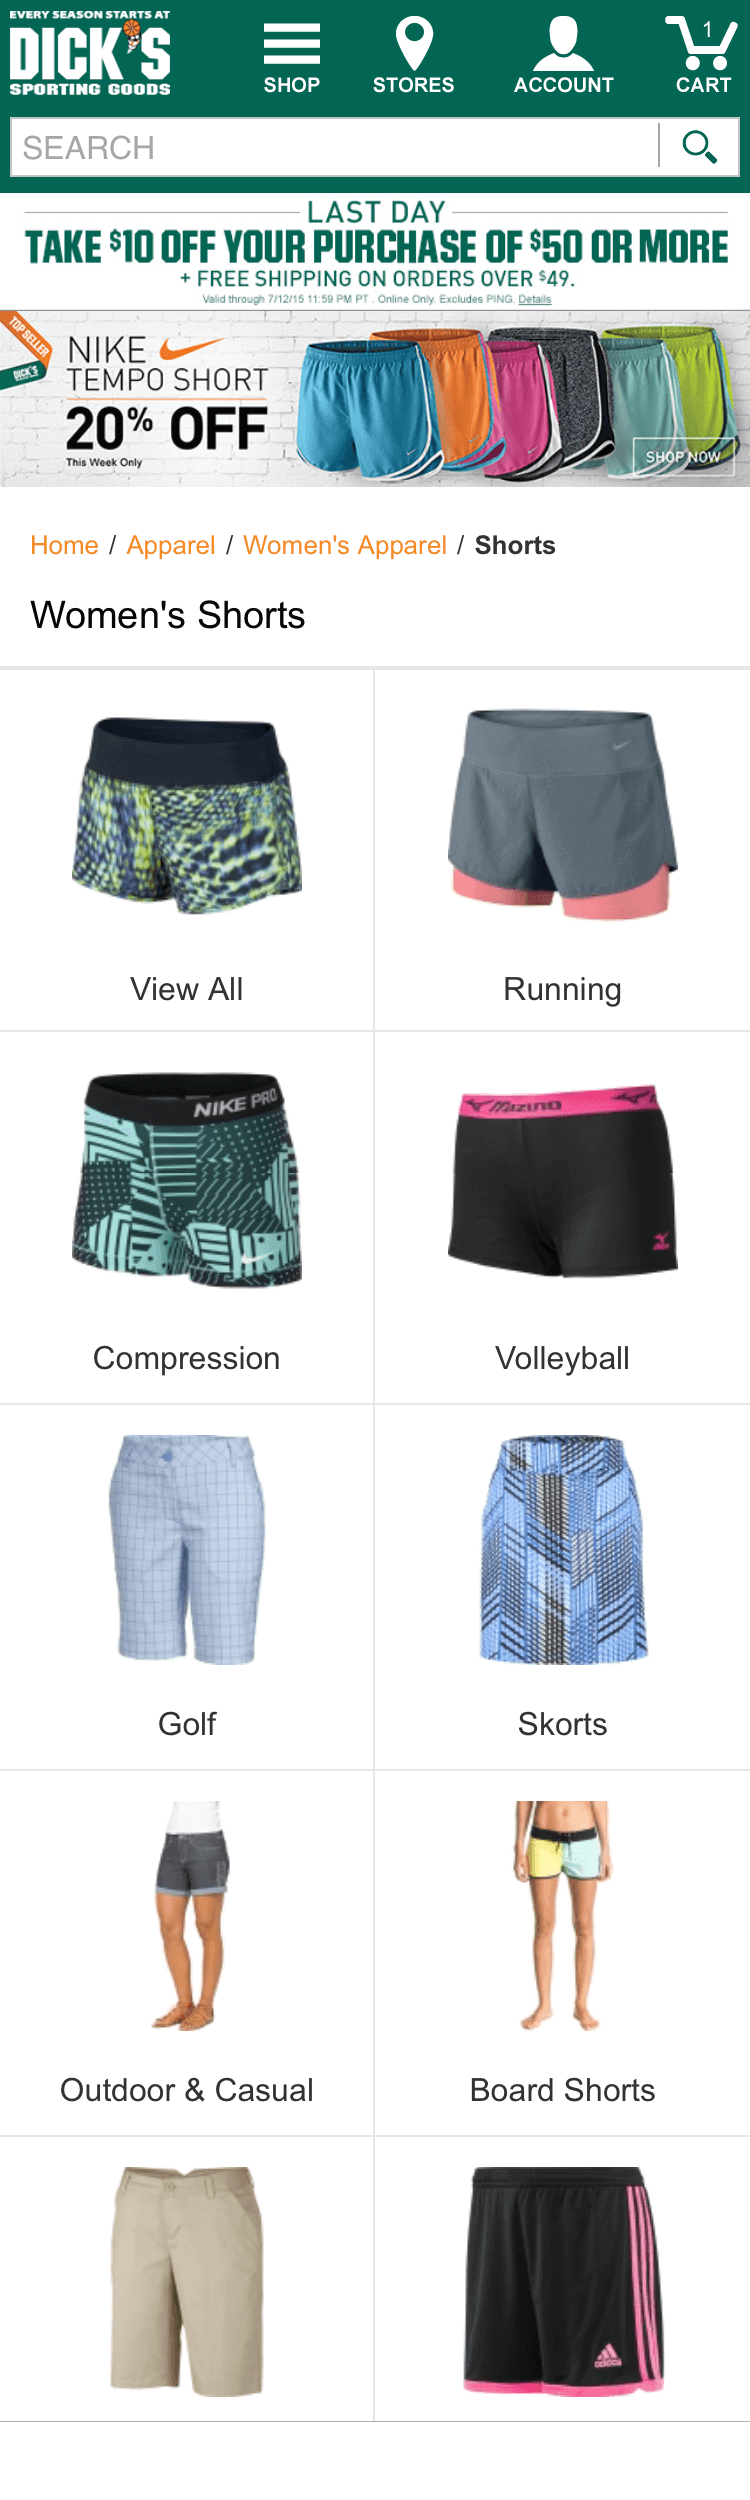 EVERY SEASON STARTS AT
DICK'S
SPORTING GOODS
SHOP
STORES
ACCOUNT
1
CART
SEARCH
LAST DAY
TAKE $10 OFF YOUR PURCHASE OF $50 OR MORE
+ FREE SHIPPING ON ORDERS OVER $49.
Valid through 7/12/15 11:59 PM PT . Online Only. Excludes PING. Details
TOP SELLER
DICK'S
NIKE
TEMPO SHORT
20% OFF
This Week Only
SHOP NOW
Home / Apparel / Women's Apparel / Shorts
Women's Shorts
View All
Running
NIKE PRO
Mizuno
Compression
Volleyball
Golf
Skorts
Outdoor & Casual
Board Shorts
adidas